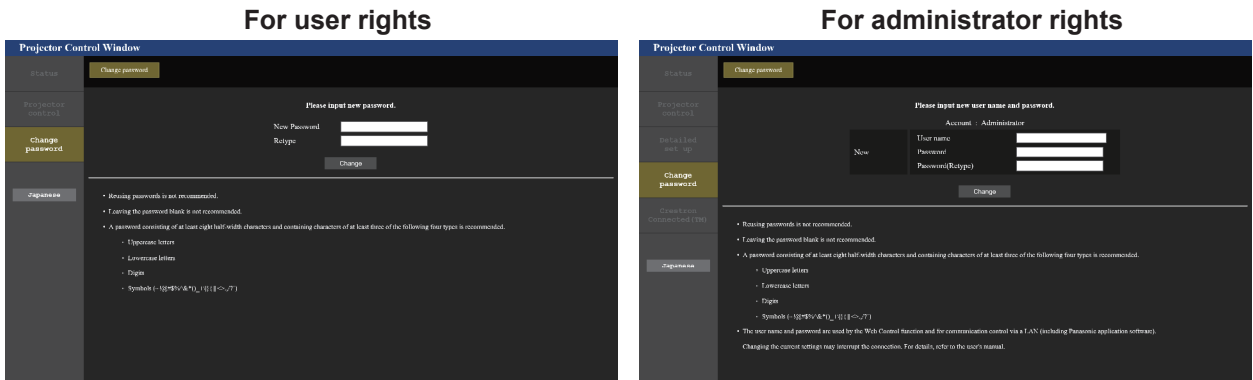 For user rights
Projector Control Window
Status
Change password
Projector
control
Change
password
Japanese
Please input new password.
New Password
Retype
Change
• Reusing passwords is not recommended.
• Leaving the password blank is not recommended.
• A password consisting of at least eight half-width characters and containing characters of at least three of the following four types is recommended.
◦ Uppercase letters
◦ Lowercase letters
◦ Digits
◦ Symbols
For administrator rights
Projector Control Window
Status
Change password
Projector
control
Detailed
set up
Change
password
Crestron
Connected(TM)
Japanese
Please input new user name and password.
Account : Administrator
New
User name
Password
Password(Retype)
Change
• Reusing passwords is not recommended.
• Leaving the password blank is not recommended.
• A password consisting of at least eight half-width characters and containing characters of at least three of the following four types is recommended.
◦ Uppercase letters
◦ Lowercase letters
◦ Digits
◦ Symbols
• The user name and password are used by the Web Control function and for communication control via a LAN (including Panasonic application software).
Changing the current settings may interrupt the connection. For details, refer to the user's manual.